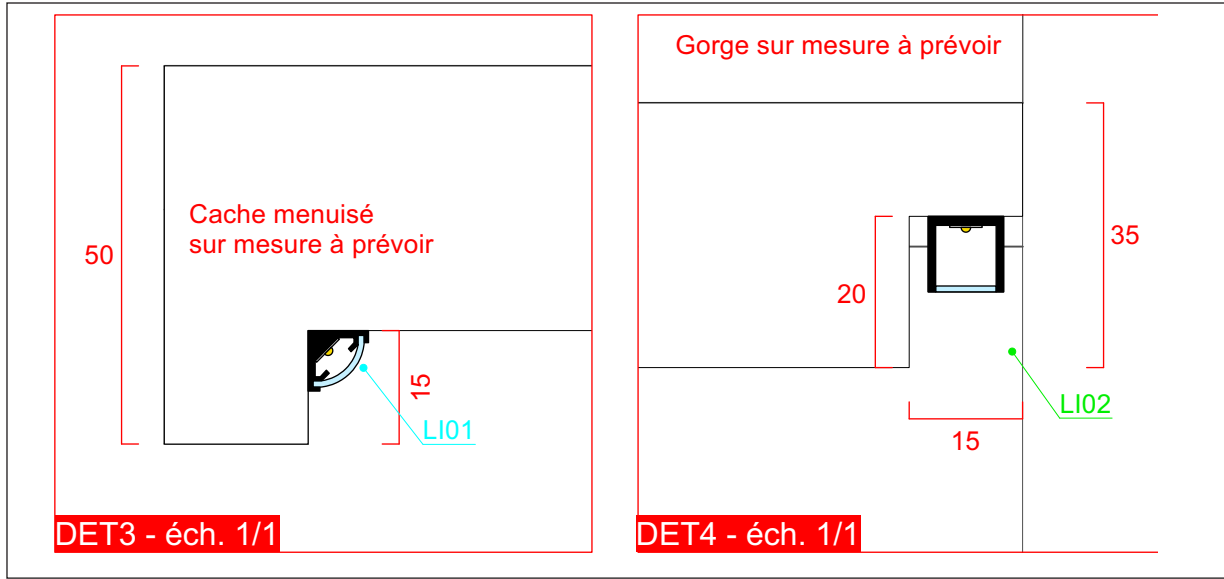 50
Cache menuisé
sur mesure à prévoir
15
LI01
DET3 - éch. 1/1
Gorge sur mesure à prévoir
35
20
15
LI02
DET4 - éch. 1/1